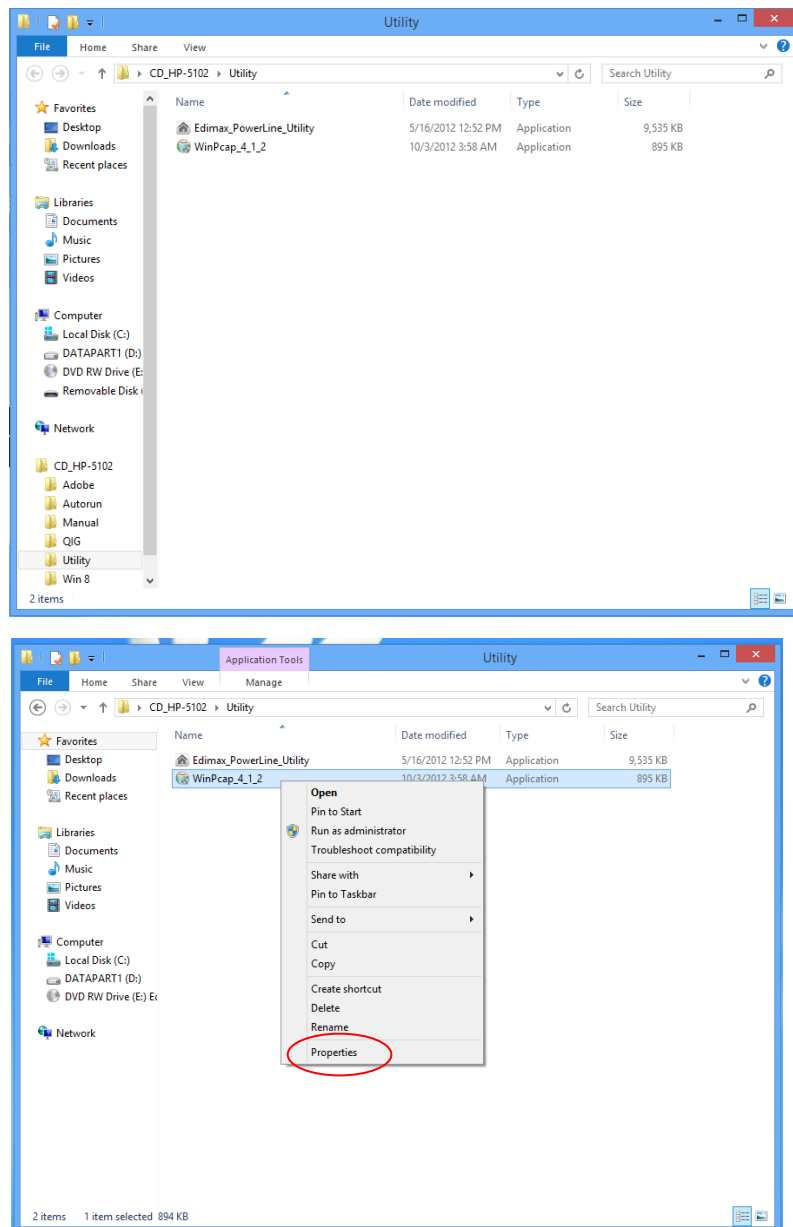 Utility
File Home Share View
CD_HP-5102 Utility Search Utility
Favorites
Desktop
Downloads
Recent places
Libraries
Documents
Music
Pictures
Videos
Computer
Local Disk (C:)
DATAPART1 (D:)
DVD RW Drive (E:
Removable Disk
Network
CD_HP-5102
Adobe
Autorun
Manual
QIG
Utility
Win 8
Name Date modified Type Size
Edimax_PowerLine_Utility 5/16/2012 12:52 PM Application 9,535 KB
WinPcap_4_1_2 10/3/2012 3:58 AM Application 895 KB
2 items
Application Tools Utility
File Home Share View Manage
CD_HP-5102 Utility Search Utility
Favorites
Desktop
Downloads
Recent places
Libraries
Documents
Music
Pictures
Videos
Computer
Local Disk (C:)
DATAPART1 (D:)
DVD RW Drive (E:) Ec
Network
Name Date modified Type Size
Edimax_PowerLine_Utility 5/16/2012 12:52 PM Application 9,535 KB
WinPcap_4_1_2 10/3/2012 3:58 AM Application 895 KB
Open
Pin to Start
Run as administrator
Troubleshoot compatibility
Share with
Pin to Taskbar
Send to
Cut
Copy
Create shortcut
Delete
Rename
Properties
2 items 1 item selected 894 KB